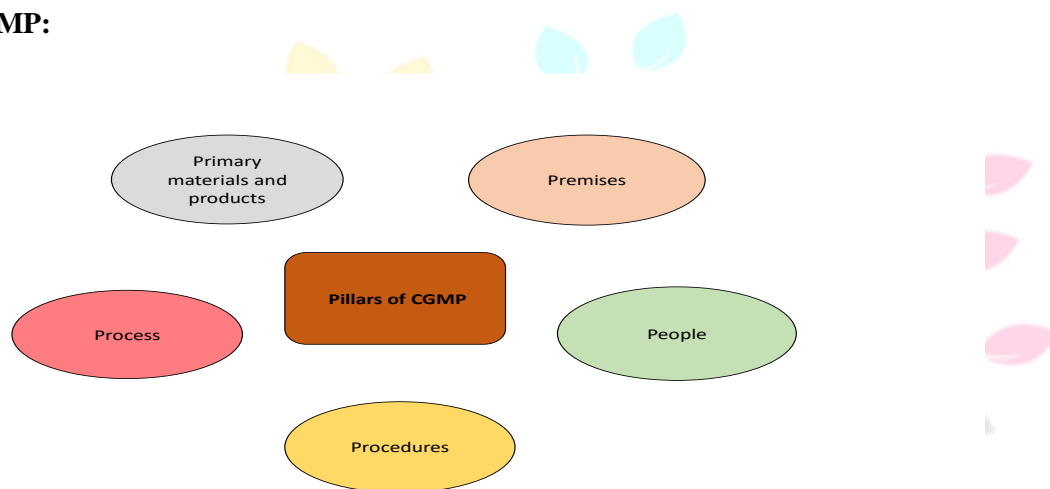 MP:
Primary
materials and
products
Premises
Pillars of CGMP
Process
People
Procedures